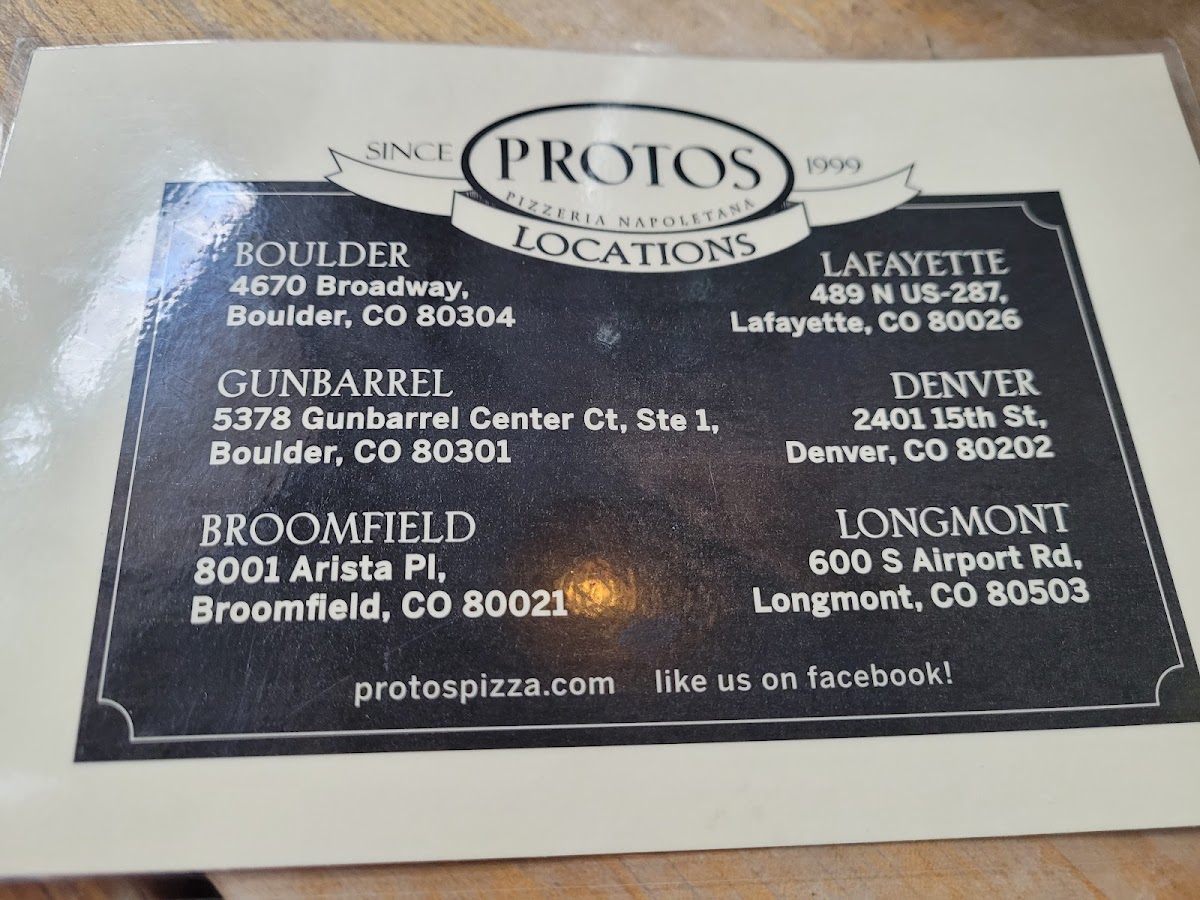 SINCE PROTOS 1999
PIZZERIA NAPOLETANA
LOCATIONS
BOULDER
4670 Broadway,
Boulder, CO 80304
GUNBARREL
5378 Gunbarrel Center Ct, Ste 1,
Boulder, CO 80301
BROOMFIELD
8001 Arista Pl,
Broomfield, CO 80021
LAFAYETTE
489 N US-287,
Lafayette, CO 80026
DENVER
2401 15th St,
Denver, CO 80202
LONGMONT
600 S Airport Rd,
Longmont, CO 80503
protospizza.com like us on facebook!